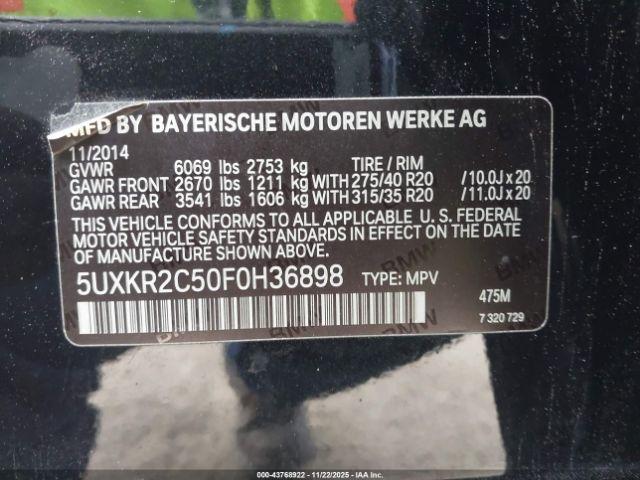 MFD BY BAYERISCHE MOTOREN WERKE AG
11/2014
GVWR 6069 lbs 2753 kg TIRE / RIM
GAWR FRONT 2670 lbs 1211 kg WITH 275/40 R20 /10.0J x 20
GAWR REAR 3541 lbs 1606 kg WITH 315/35 R20 /11.0J x 20
THIS VEHICLE CONFORMS TO ALL APPLICABLE U. S. FEDERAL
MOTOR VEHICLE SAFETY STANDARDS IN EFFECT ON THE DATE
OF MANUFACTURE SHOWN ABOVE.
5UXKR2C50F0H36898 TYPE: MPV
475M
7 320 729
000-43768922 - 11/22/2025 - IAAI.com